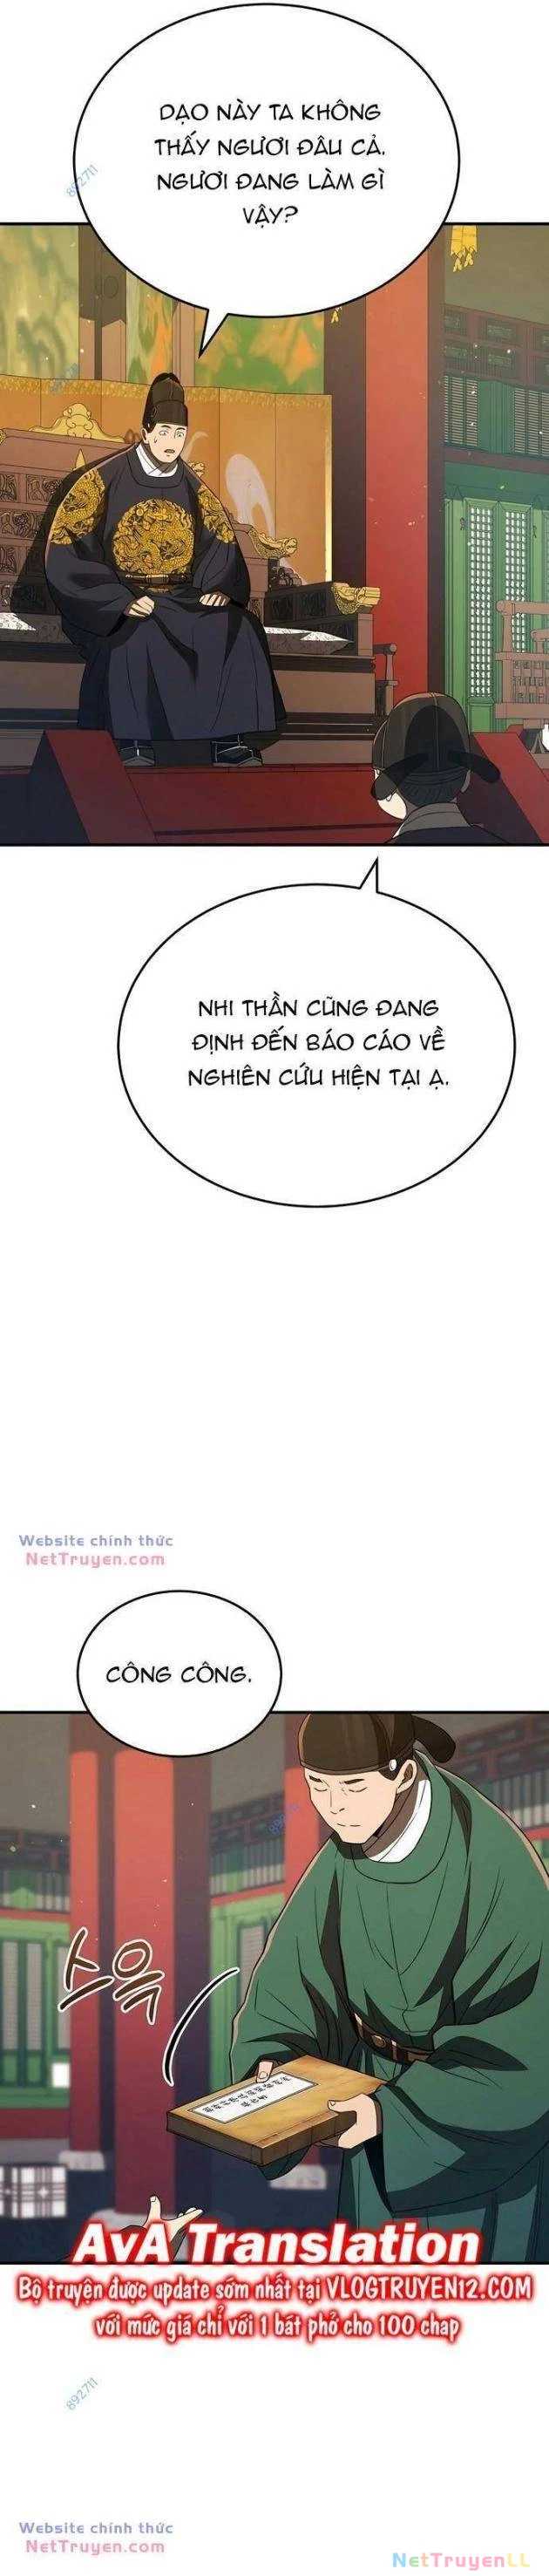 DẠO NÀY TA KHÔNG
THẤY NGƯƠI ĐÂU CẢ.
NGƯƠI ĐANG LÀM GÌ
VẬY?
892711
NHI THẦN CŨNG ĐANG
ĐỊNH ĐẾN BÁO CÁO VỀ
NGHIÊN CỨU HIỆN TẠI Ạ.
Website chính thức
NetTruyen.com
CÔNG CÔNG.
스윽
AvA Translation
Bộ truyện được update sớm nhất tại VLOGTRUYEN12.COM
với mức giá chỉ với 1 bát phở cho 100 chap
892711
Website chính thức
NetTruyen.com
NetTruyenLL